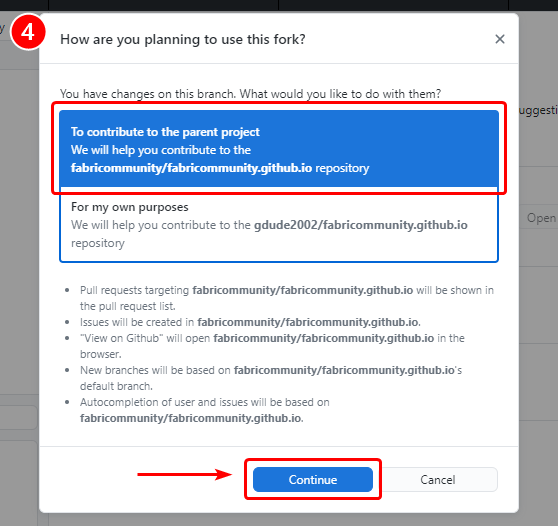 4
How are you planning to use this fork?
You have changes on this branch. What would you like to do with them?
To contribute to the parent project
We will help you contribute to the
fabricommunity/fabricommunity.github.io repository
For my own purposes
We will help you contribute to the gdude2002/fabricommunity.github.io
repository
Pull requests targeting fabricommunity/fabricommunity.github.io will be shown in
the pull request list.
Issues will be created in fabricommunity/fabricommunity.github.io.
"View on Github" will open fabricommunity/fabricommunity.github.io in the
browser.
New branches will be based on fabricommunity/fabricommunity.github.io's
default branch.
Autocompletion of user and issues will be based on
fabricommunity/fabricommunity.github.io.
Continue
Cancel
uggesti
Open